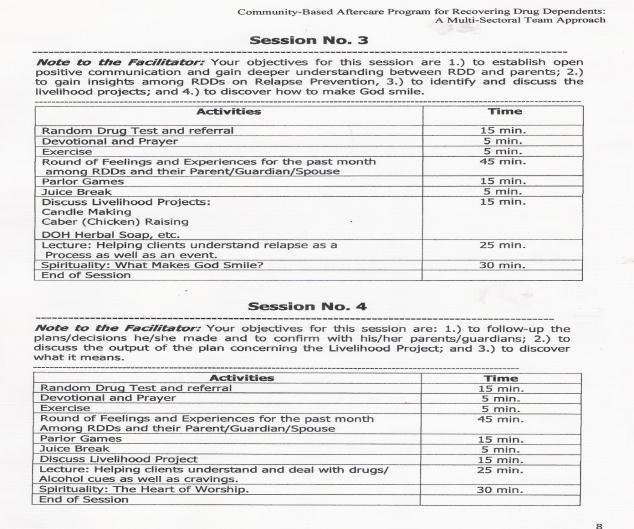 Community-Based Aftercare Program for Recovering Drug Dependents:
A Multi-Sectoral Team Approach
Session No. 3
Note to the Facilitator: Your objectives for this session are 1.) to establish open
positive communication and gain deeper understanding between RDD and parents; 2.)
to gain insights among RDDs on Relapse Prevention, 3.) to identify and discuss the
livelihood projects; and 4.) to discover how to make God smile.
Activities Time
Random Drug Test and referral 15 min.
Devotional and Prayer 5 min.
Exercise 5 min.
Round of Feelings and Experiences for the past month 45 min.
among RDDs and their Parent/Guardian/Spouse
Parlor Games 15 min.
Juice Break 5 min.
Discuss Livelihood Projects: 15 min.
Candle Making
Caber (Chicken) Raising
DOH Herbal Soap, etc.
Lecture: Helping clients understand relapse as a 25 min.
Process as well as an event.
Spirituality: What Makes God Smile? 30 min.
End of Session
Session No. 4
Note to the Facilitator: Your objectives for this session are: 1.) to follow-up the
plans/decisions he/she made and to confirm with his/her parents/guardians; 2.) to
discuss the output of the plan concerning the Livelihood Project; and 3.) to discover
what it means.
Activities Time
Random Drug Test and referral 15 min.
Devotional and Prayer 5 min.
Exercise 5 min.
Round of Feelings and Experiences for the past month 45 min.
Among RDDs and their Parent/Guardian/Spouse
Parlor Games 15 min.
Juice Break 5 min.
Discuss Livelihood Project 15 min.
Lecture: Helping clients understand and deal with drugs/ 25 min.
Alcohol cues as well as cravings.
Spirituality: The Heart of Worship. 30 min.
End of Session
8